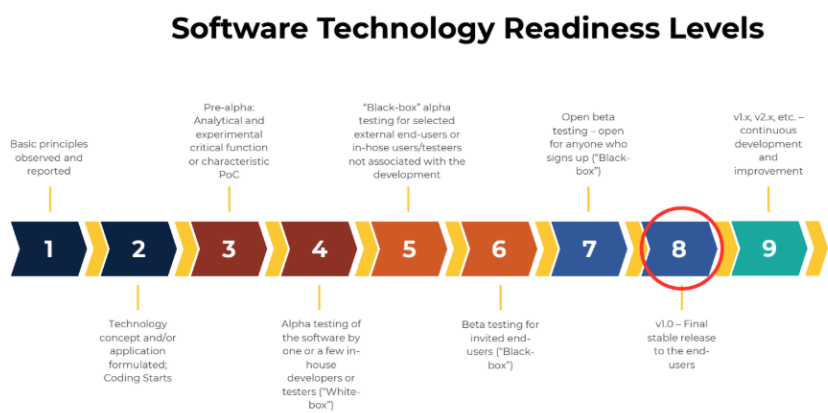 Software Technology Readiness Levels
Basic principles
observed and
reported
Pre-alpha:
Analytical and
experimental
critical function
or characteristic
PoC
“Black-box” alpha
testing for selected
external end-users or
in-hose users/testeers
not associated with the
development
Open beta
testing – open
for anyone who
signs up (“Black-
box”)
v1.x, v2.x, etc. –
continuous
development
and
improvement
1
2
3
4
5
6
7
8
9
Technology
concept and/or
application
formulated;
Coding Starts
Alpha testing of
the software by
one or a few in-
house
developers or
testers (“White-
box”)
Beta testing for
invited end-
users (“Black-
box”)
v1.0 – Final
stable release
to the end-
users